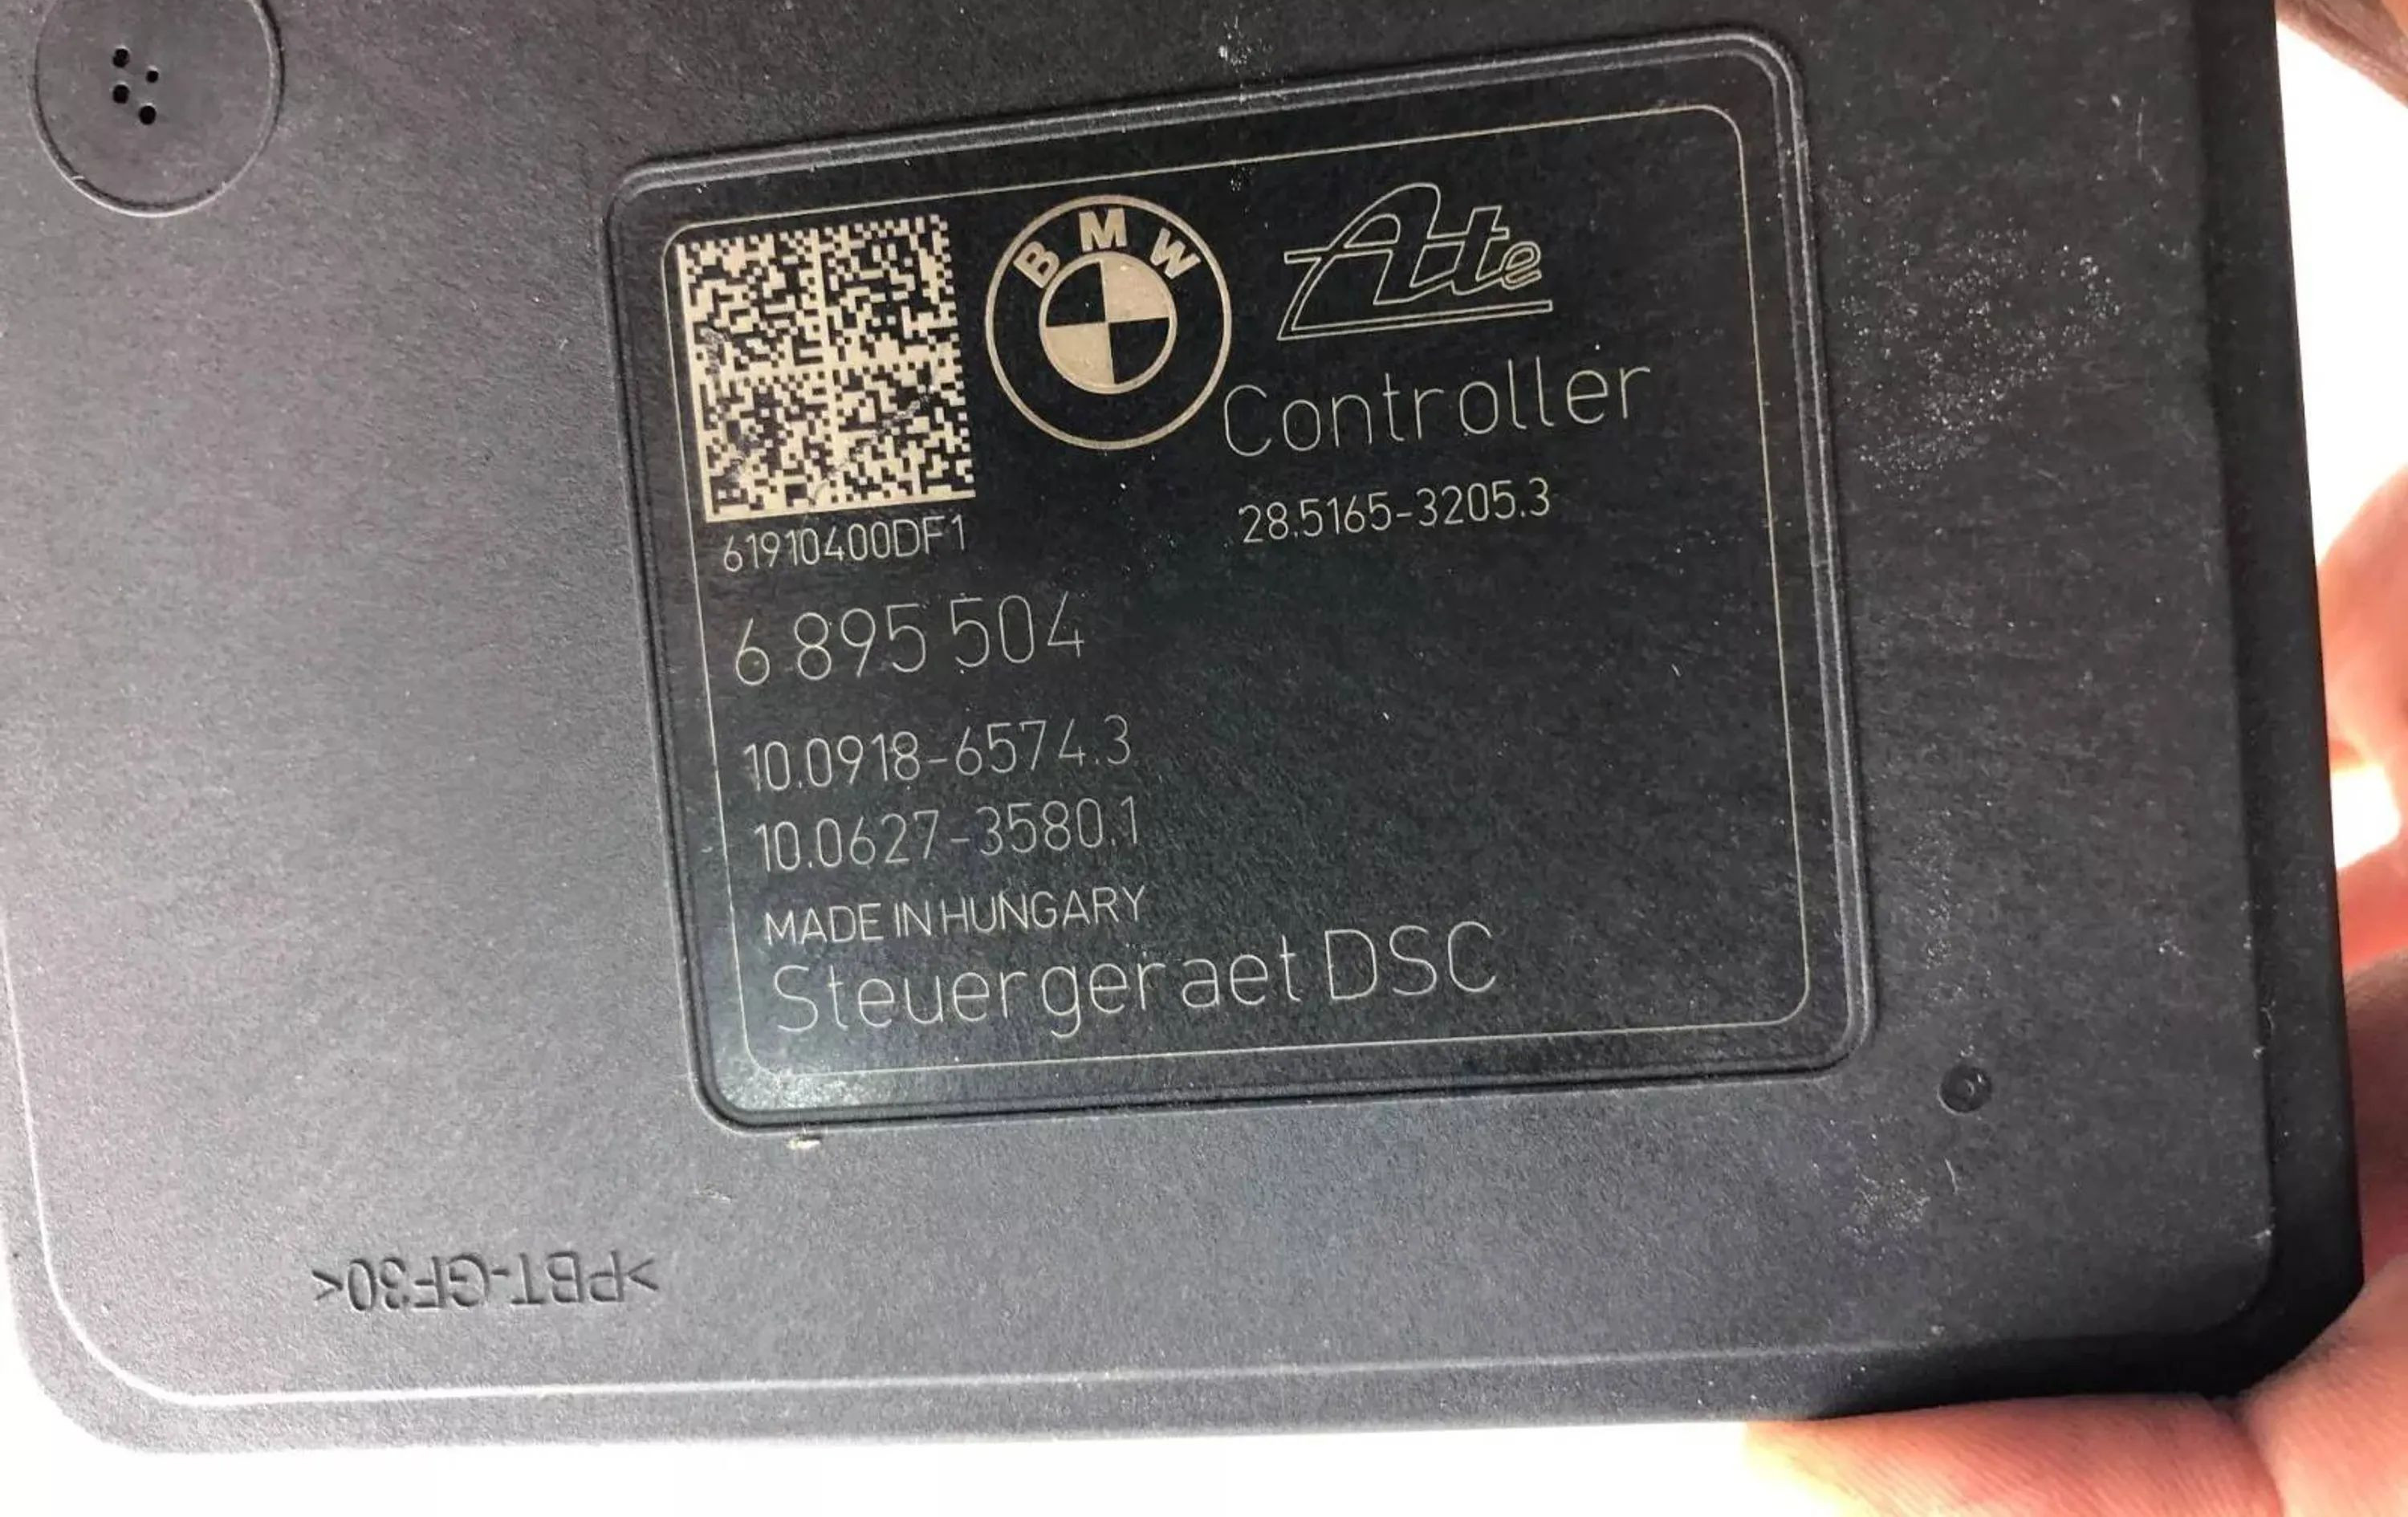 BMW
Ate
Controller
28.5165-3205.3
61910400DF1
6 895 504
10.0918-6574.3
10.0627-3580.1
MADE IN HUNGARY
Steuergeraet DSC
>PBT-GF30<